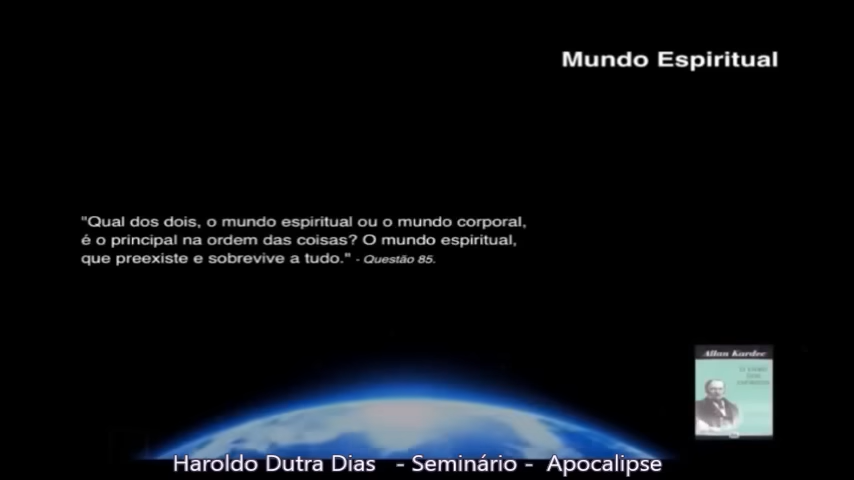 Mundo Espiritual
"Qual dos dois, o mundo espiritual ou o mundo corporal,
é o principal na ordem das coisas? O mundo espiritual,
que preexiste e sobrevive a tudo." - Questão 85.
Allan Kardec
Haroldo Dutra Dias - Seminário - Apocalipse